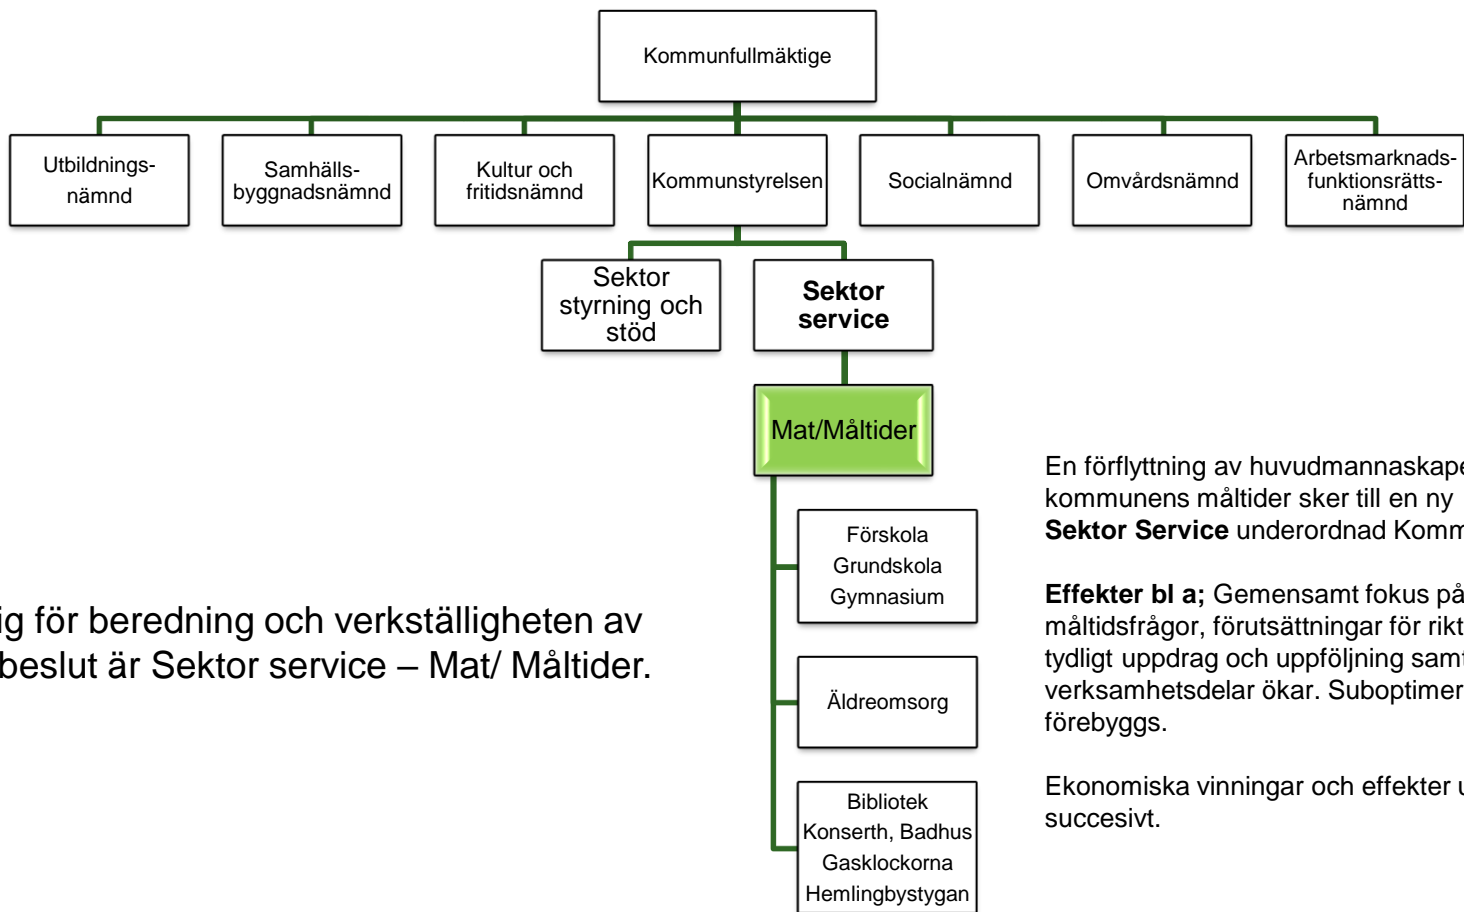 Kommunfullmäktige
Utbildnings-
nämnd
Samhälls-
byggnadsnämnd
Kultur och
fritidsnämnd
Kommunstyrelsen
Socialnämnd
Omvårdsnämnd
Arbetsmarknads-
funktionsrätts-
nämnd
Sektor
styrning och
stöd
Sektor
service
Mat/Måltider
Förskola
Grundskola
Gymnasium
Äldreomsorg
Bibliotek
Konserth, Badhus
Gasklockorna
Hemlingbystygan
ig för beredning och verkställigheten av
beslut är Sektor service – Mat/ Måltider.
En förflyttning av huvudmannaskape
kommunens måltider sker till en ny
Sektor Service underordnad Komm
Effekter bl a; Gemensamt fokus på
måltidsfrågor, förutsättningar för rikt
tydligt uppdrag och uppföljning samt
verksamhetsdelar ökar. Suboptimer
förebyggs.
Ekonomiska vinningar och effekter u
succesivt.